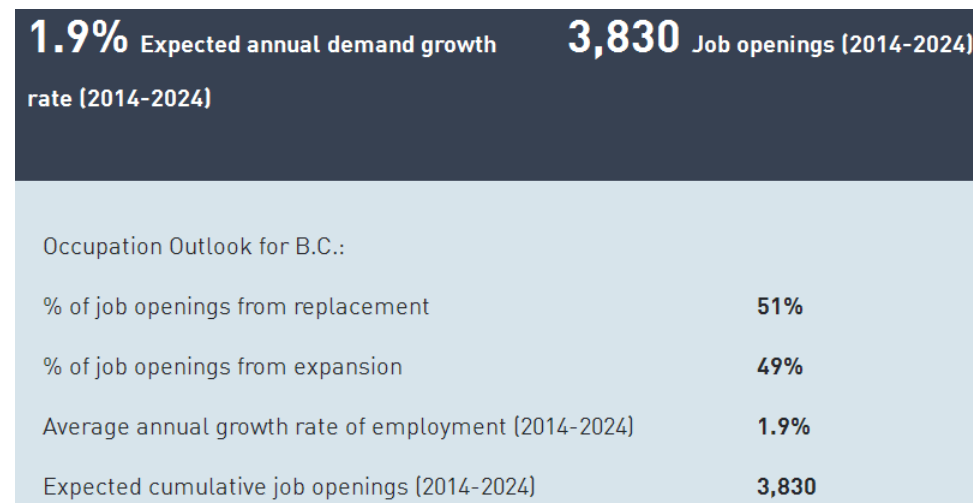 1.9% Expected annual demand growth
rate (2014-2024)
3,830 Job openings (2014-2024)
Occupation Outlook for B.C.:
% of job openings from replacement 51%
% of job openings from expansion 49%
Average annual growth rate of employment (2014-2024) 1.9%
Expected cumulative job openings (2014-2024) 3,830